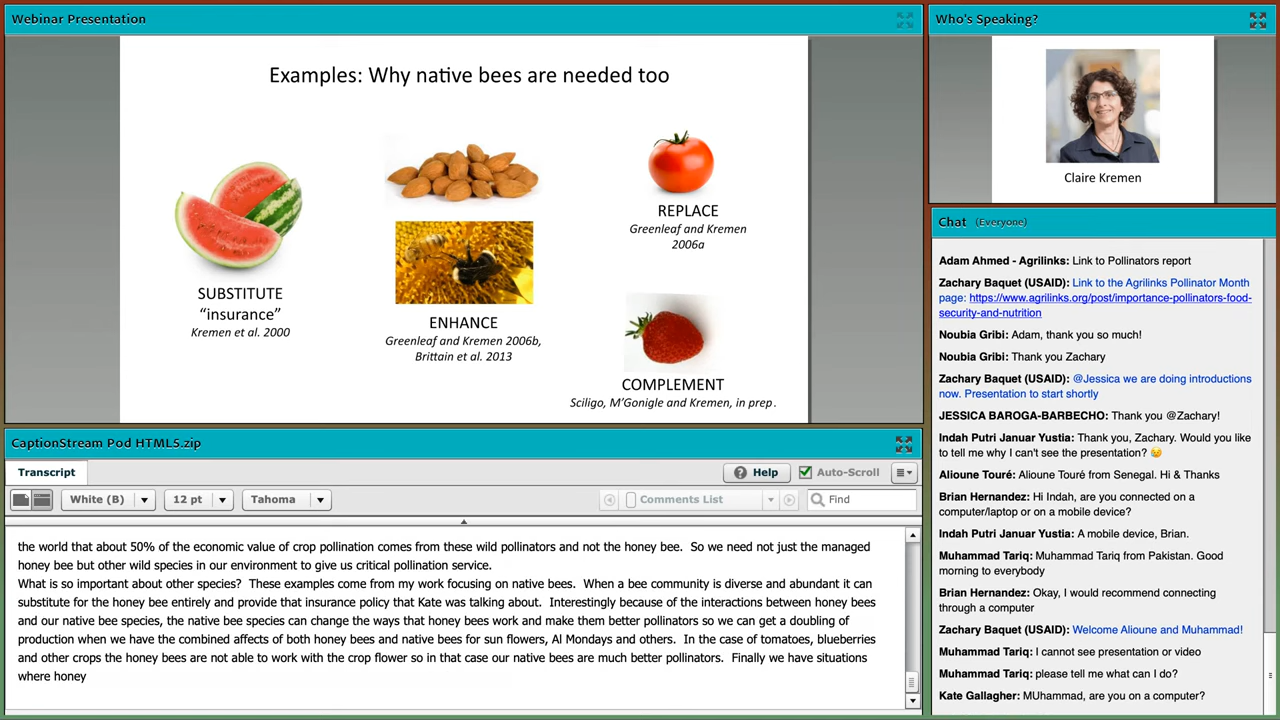 Webinar Presentation
Examples: Why native bees are needed too
SUBSTITUTE
“insurance”
Kremen et al. 2000
ENHANCE
Greenleaf and Kremen 2006b,
Brittain et al. 2013
REPLACE
Greenleaf and Kremen
2006a
COMPLEMENT
Sciligo, M’Gonigle and Kremen, in prep.
Who's Speaking?
Claire Kremen
Chat (Everyone)
Adam Ahmed - Agrilinks: Link to Pollinators report
Zachary Baquet (USAID): Link to the Agrilinks Pollinator Month
page: https://www.agrilinks.org/post/importance-pollinators-food-
security-and-nutrition
Noubia Gribi: Adam, thank you so much!
Noubia Gribi: Thank you Zachary
Zachary Baquet (USAID): @Jessica we are doing introductions
now. Presentation to start shortly
JESSICA BAROGA-BARBECHO: Thank you @Zachary!
Indah Putri Januar Yustia: Thank you, Zachary. Would you like
to tell me why I can't see the presentation? 😥
Alioune Touré: Alioune Touré from Senegal. Hi & Thanks
Brian Hernandez: Hi Indah, are you connected on a
computer/laptop or on a mobile device?
Indah Putri Januar Yustia: A mobile device, Brian.
Muhammad Tariq: Muhammad Tariq from Pakistan. Good
morning to everybody
Brian Hernandez: Okay, I would recommend connecting
through a computer
Zachary Baquet (USAID): Welcome Alioune and Muhammad!
Muhammad Tariq: I cannot see presentation or video
Muhammad Tariq: please tell me what can I do?
Kate Gallagher: MUhammad, are you on a computer?
CaptionStream Pod HTML5.zip
Transcript
Help
Auto-Scroll
White (B)
12 pt
Tahoma
Comments List
Find
the world that about 50% of the economic value of crop pollination comes from these wild pollinators and not the honey bee. So we need not just the managed
honey bee but other wild species in our environment to give us critical pollination service.
What is so important about other species? These examples come from my work focusing on native bees. When a bee community is diverse and abundant it can
substitute for the honey bee entirely and provide that insurance policy that Kate was talking about. Interestingly because of the interactions between honey bees
and our native bee species, the native bee species can change the ways that honey bees work and make them better pollinators so we can get a doubling of
production when we have the combined affects of both honey bees and native bees for sun flowers, Al Mondays and others. In the case of tomatoes, blueberries
and other crops the honey bees are not able to work with the crop flower so in that case our native bees are much better pollinators. Finally we have situations
where honey